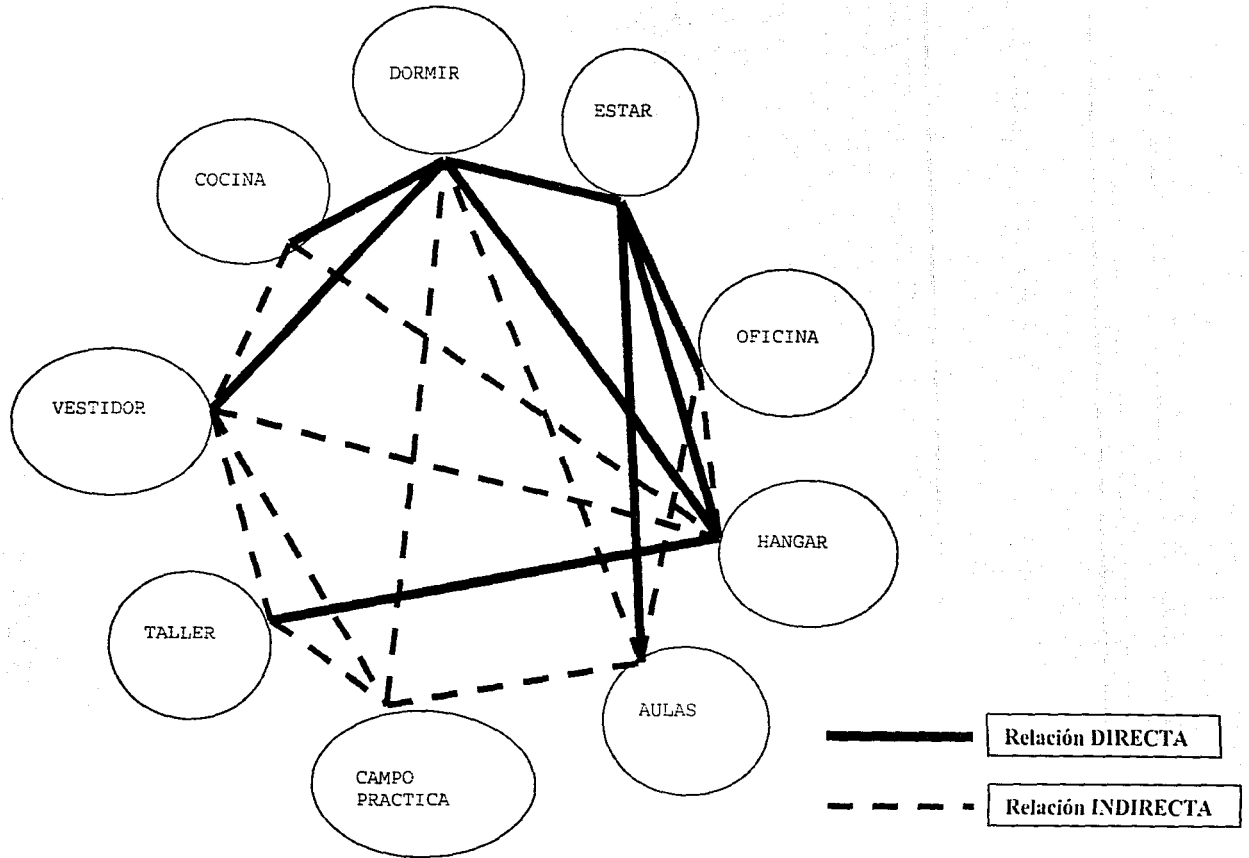 DORMIR
ESTAR
COCINA
OFICINA
VESTIDOR
HANGAR
TALLER
AULAS
CAMPO
PRACTICA
Relación DIRECTA
Relación INDIRECTA